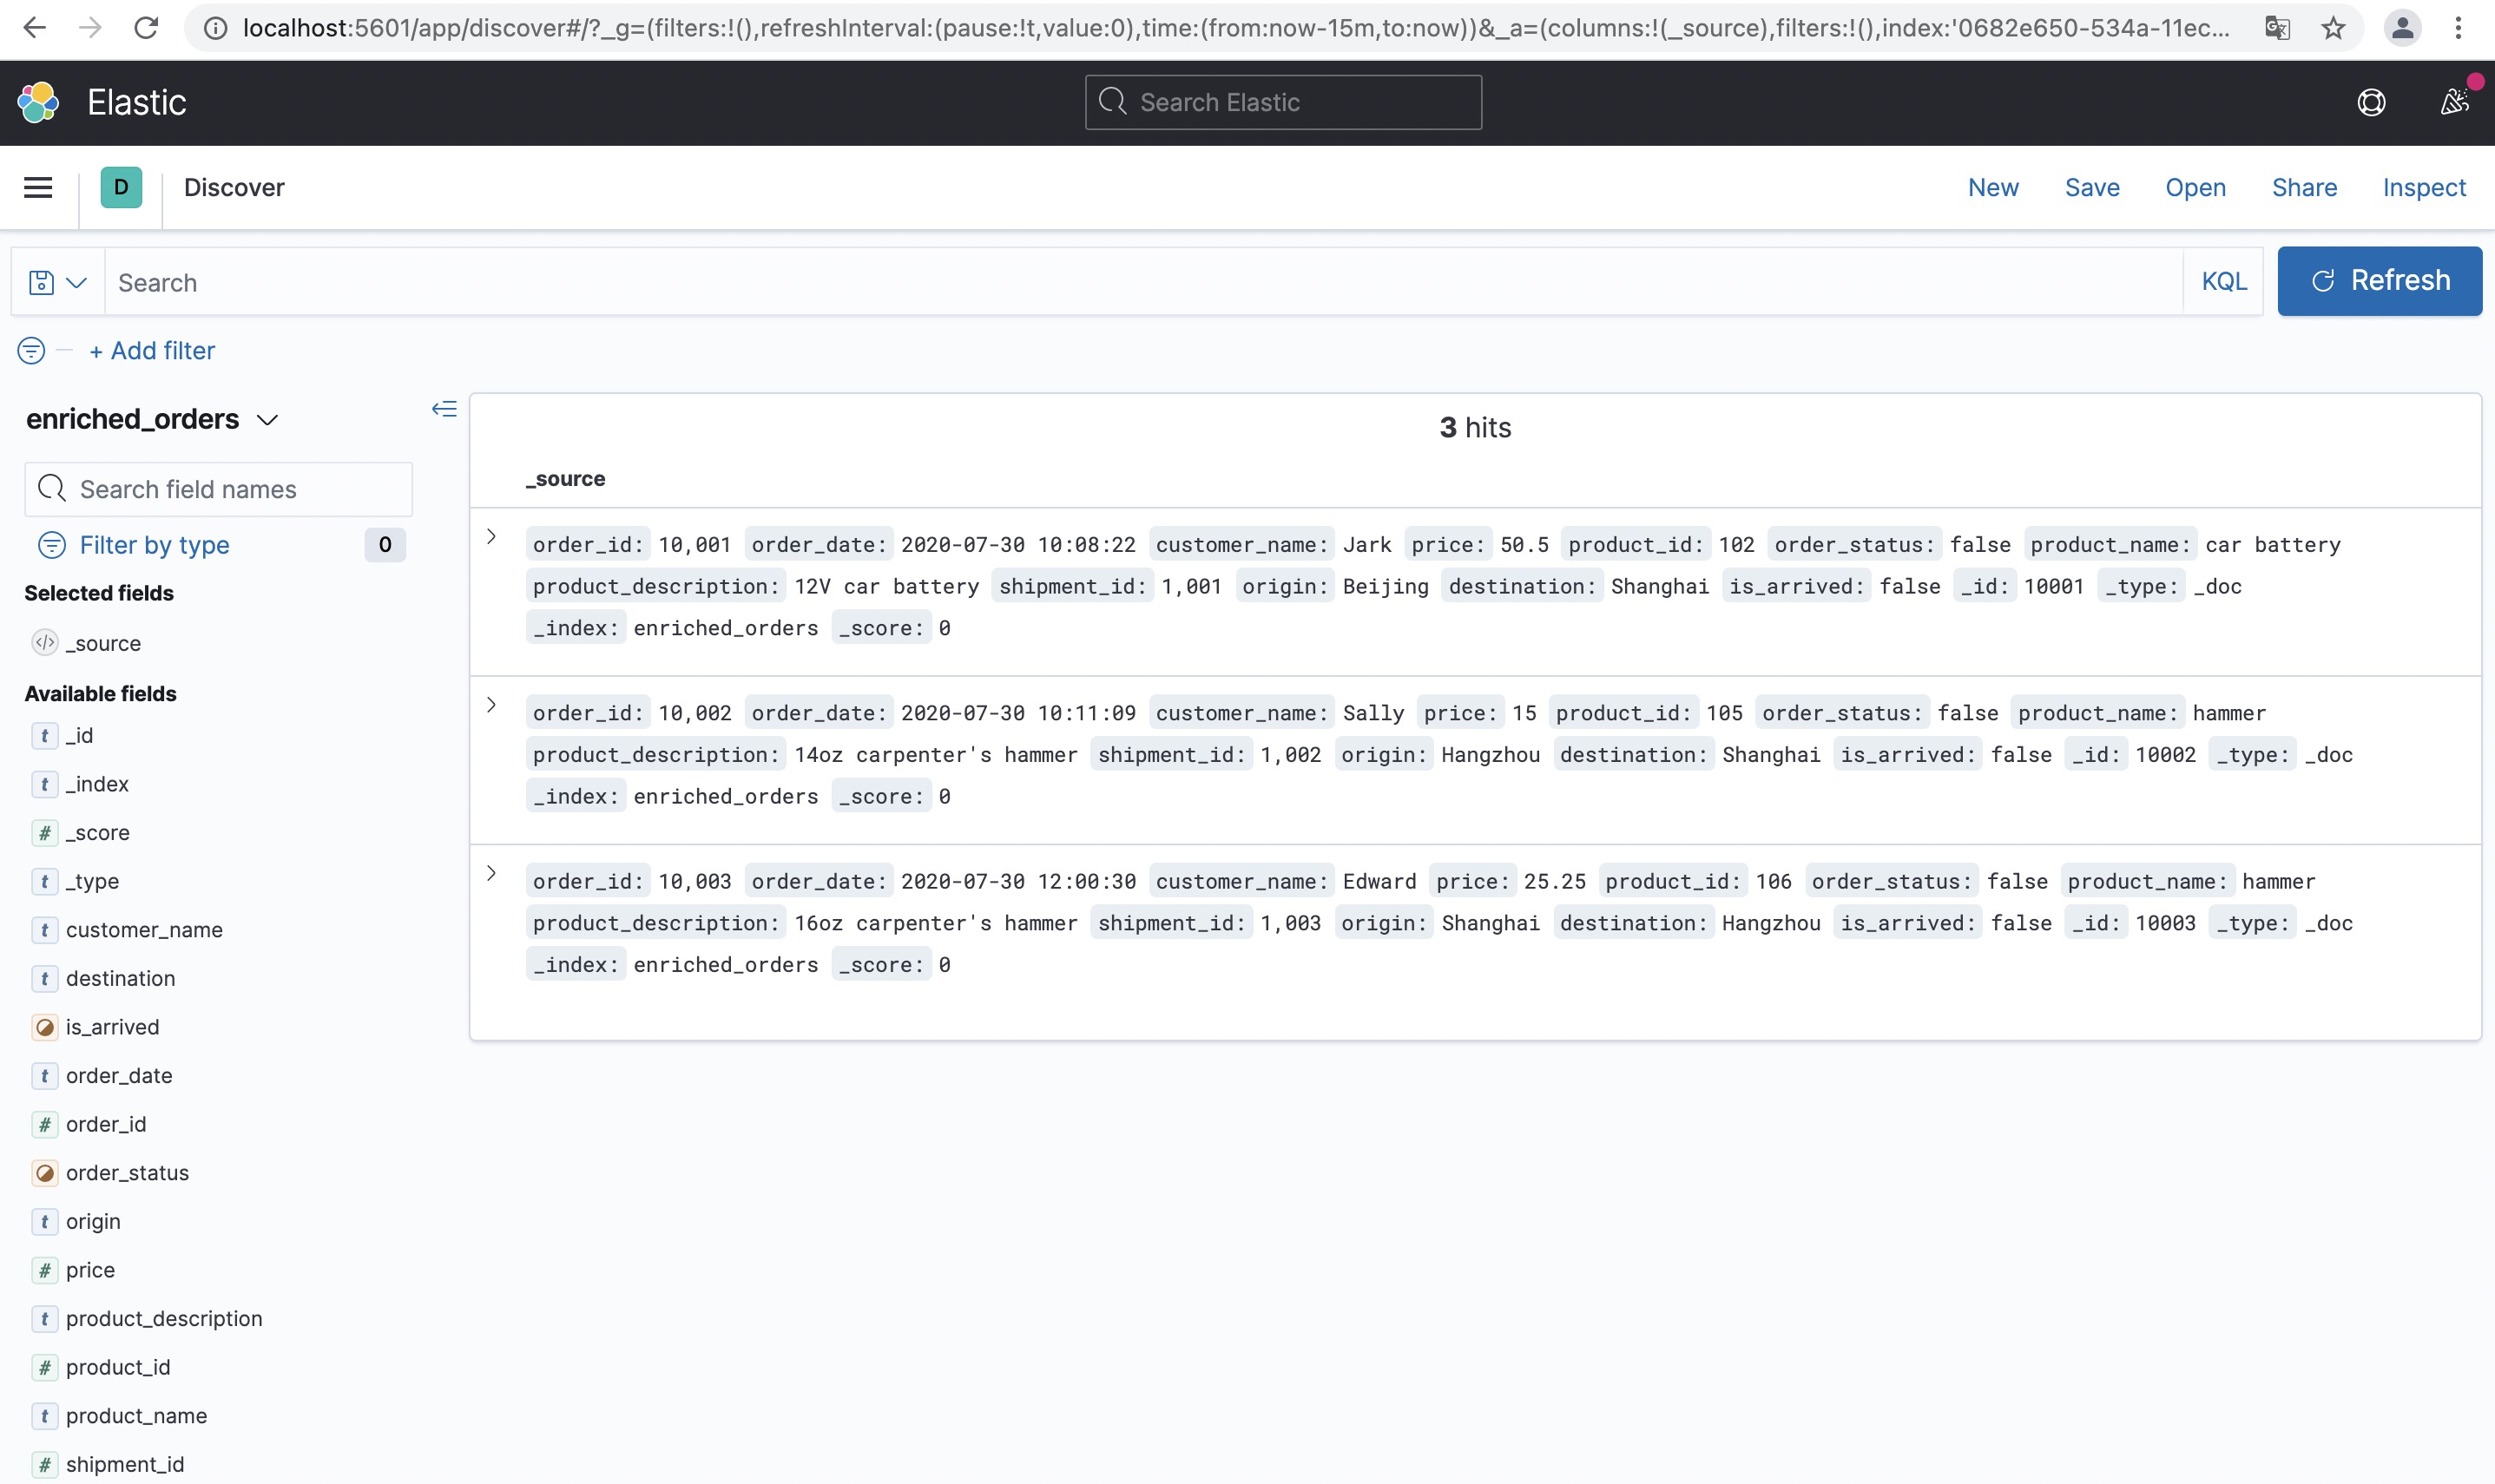 localhost:5601/app/discover#/?_g=(filters:!(),refreshInterval:(pause:!t,value:0),time:(from:now-15m,to:now))&_a=(columns:!(_source),filters:!(),index:'0682e650-534a-11ec...
Elastic
Search Elastic
D
Discover
New
Save
Open
Share
Inspect
Search
KQL
Refresh
+ Add filter
enriched_orders
Search field names
Filter by type
0
Selected fields
_source
Available fields
t _id
t _index
# _score
t _type
t customer_name
t destination
is_arrived
t order_date
# order_id
order_status
t origin
# price
t product_description
# product_id
t product_name
# shipment_id
3 hits
_source
order_id: 10,001 order_date: 2020-07-30 10:08:22 customer_name: Jark price: 50.5 product_id: 102 order_status: false product_name: car battery
product_description: 12V car battery shipment_id: 1,001 origin: Beijing destination: Shanghai is_arrived: false _id: 10001 _type: _doc
_index: enriched_orders _score: 0
order_id: 10,002 order_date: 2020-07-30 10:11:09 customer_name: Sally price: 15 product_id: 105 order_status: false product_name: hammer
product_description: 14oz carpenter's hammer shipment_id: 1,002 origin: Hangzhou destination: Shanghai is_arrived: false _id: 10002 _type: _doc
_index: enriched_orders _score: 0
order_id: 10,003 order_date: 2020-07-30 12:00:30 customer_name: Edward price: 25.25 product_id: 106 order_status: false product_name: hammer
product_description: 16oz carpenter's hammer shipment_id: 1,003 origin: Shanghai destination: Hangzhou is_arrived: false _id: 10003 _type: _doc
_index: enriched_orders _score: 0